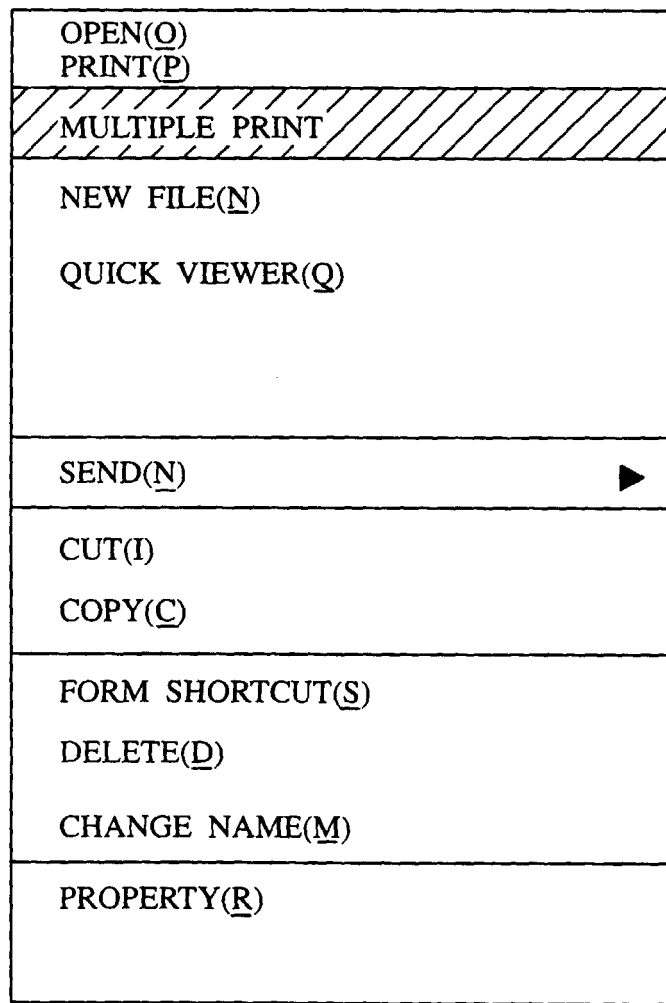 OPEN(O)
PRINT(P)
MULTIPLE PRINT
NEW FILE(N)
QUICK VIEWER(Q)
SEND(N)
CUT(I)
COPY(C)
FORM SHORTCUT(S)
DELETE(D)
CHANGE NAME(M)
PROPERTY(R)